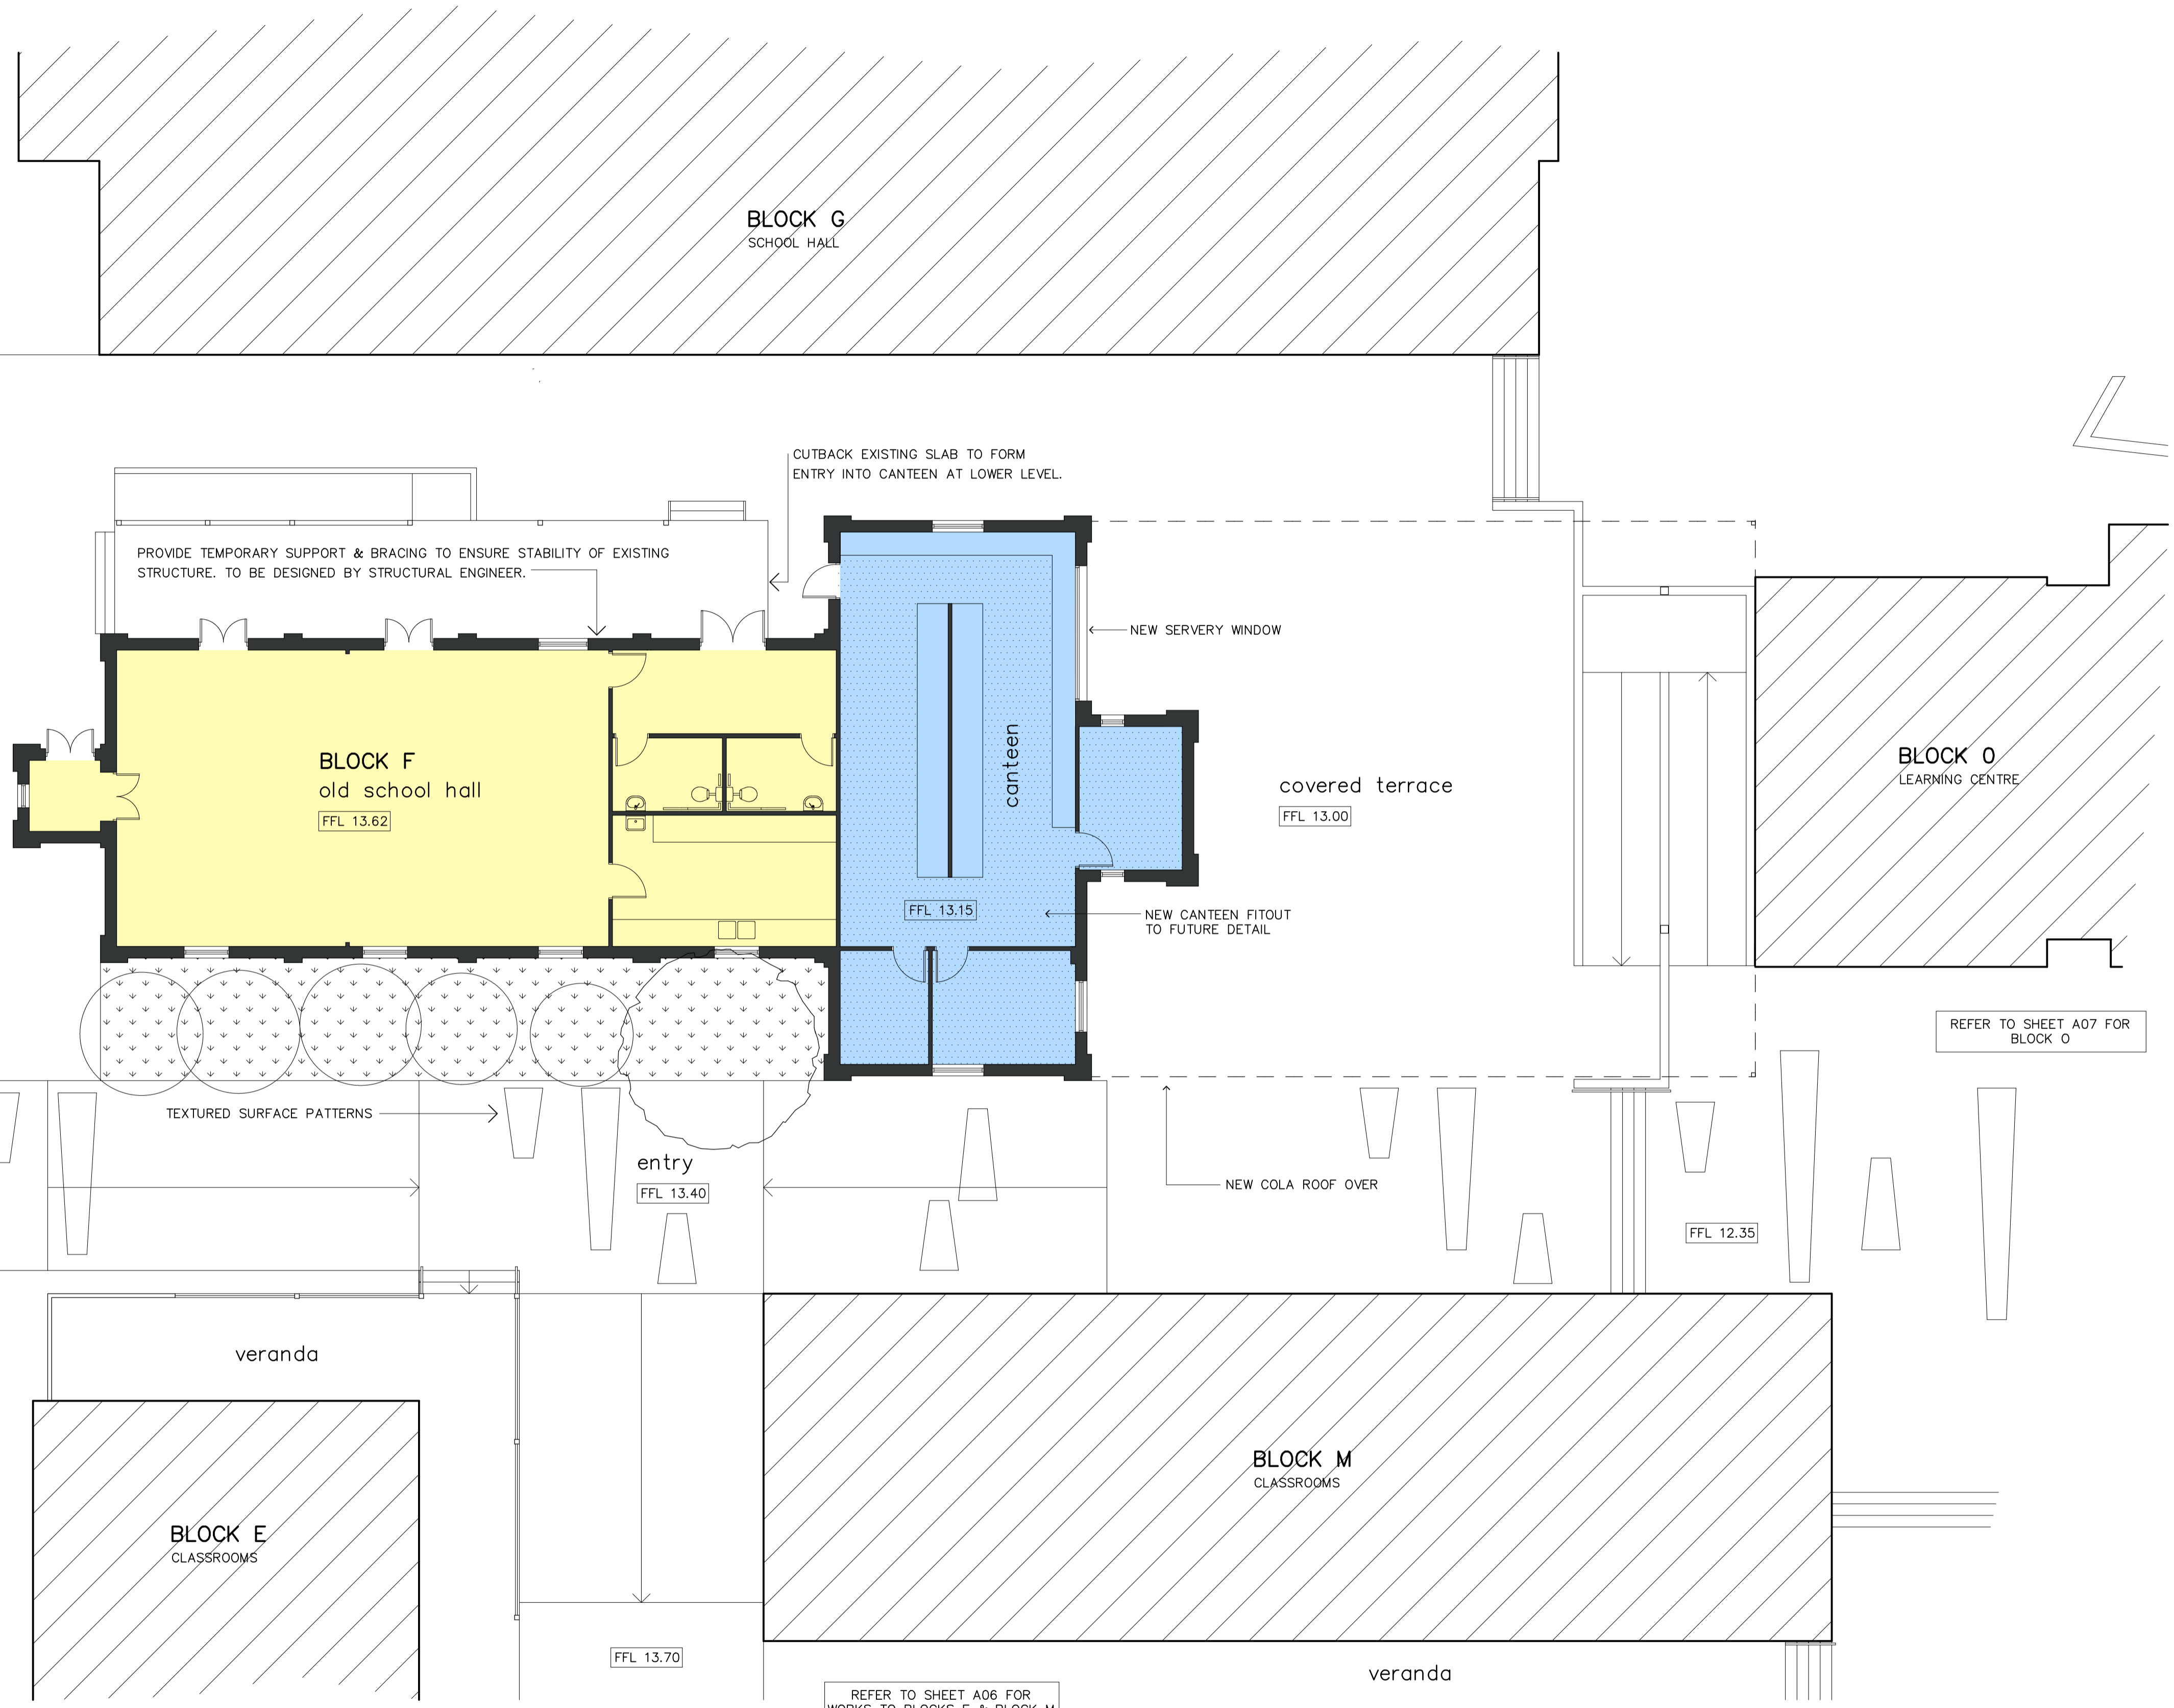 BLOCK G
SCHOOL HALL
CUTBACK EXISTING SLAB TO FORM
ENTRY INTO CANTEEN AT LOWER LEVEL.
PROVIDE TEMPORARY SUPPORT & BRACING TO ENSURE STABILITY OF EXISTING
STRUCTURE. TO BE DESIGNED BY STRUCTURAL ENGINEER.
NEW SERVERY WINDOW
BLOCK F
old school hall
FFL 13.62
canteen
FFL 13.15
covered terrace
FFL 13.00
BLOCK O
LEARNING CENTRE
NEW CANTEEN FITOUT
TO FUTURE DETAIL
REFER TO SHEET A07 FOR
BLOCK O
TEXTURED SURFACE PATTERNS
entry
FFL 13.40
NEW COLA ROOF OVER
FFL 12.35
veranda
BLOCK M
CLASSROOMS
BLOCK E
CLASSROOMS
FFL 13.70
veranda
REFER TO SHEET A06 FOR
WORKS TO BLOCKS E & BLOCK M